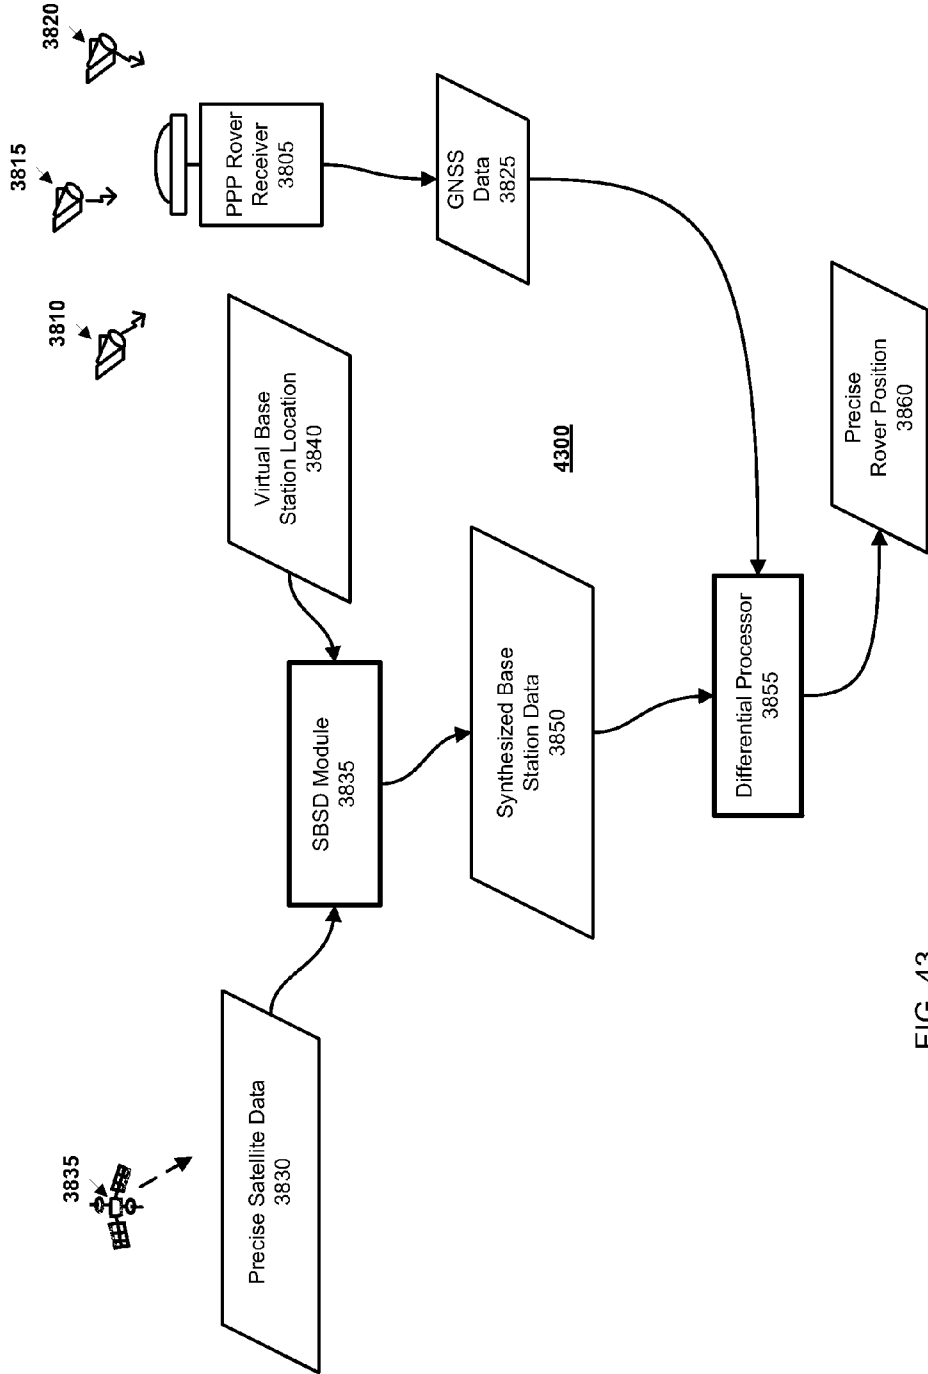 3835
3810
3815
3820
Precise Satellite Data
3830
Virtual Base
Station Location
3840
PPP Rover
Receiver
3805
SBSD Module
3835
GNSS
Data
3825
4300
Synthesized Base
Station Data
3850
Differential Processor
3855
Precise
Rover Position
3860
FIG. 43